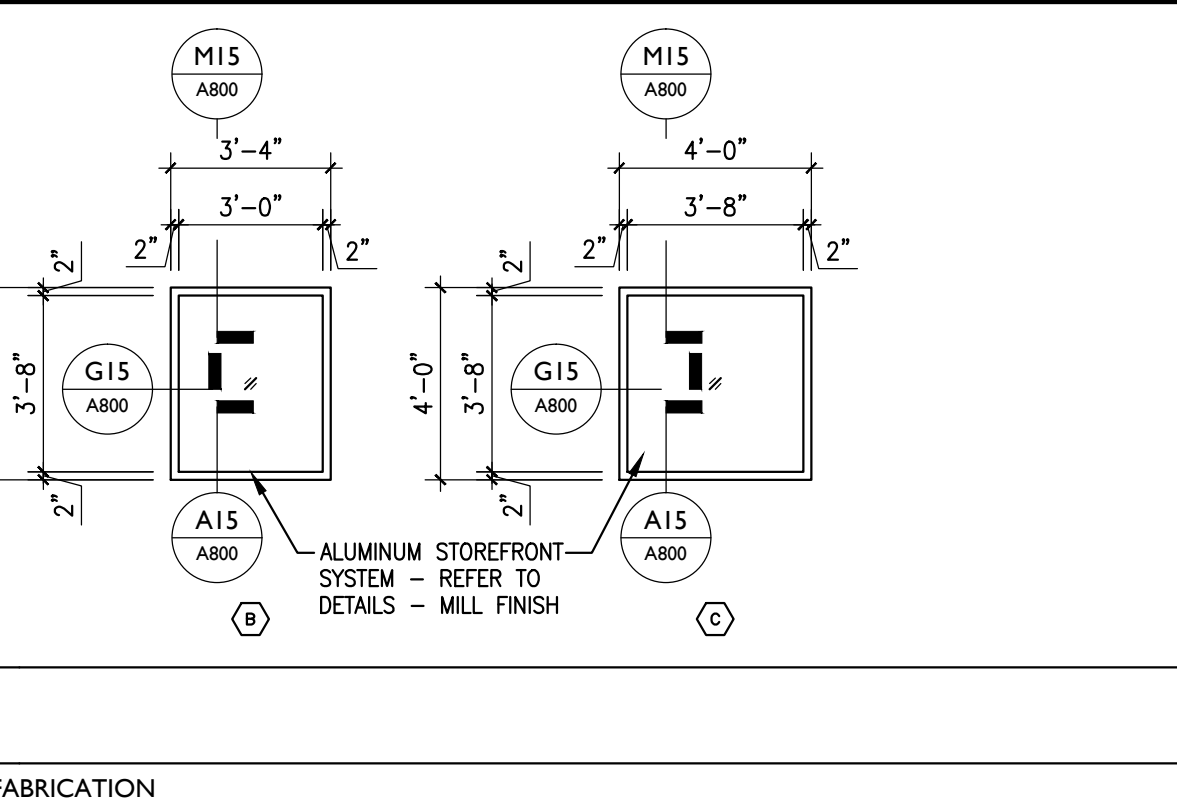 M15
A800
3'-4"
3'-0"
2"
2"
2"
3'-8"
G15
A800
2"
A15
A800
B
M15
A800
4'-0"
3'-8"
2"
2"
2"
4'-0"
3'-8"
G15
A800
2"
A15
A800
C
ALUMINUM STOREFRONT
SYSTEM – REFER TO
DETAILS – MILL FINISH
FABRICATION